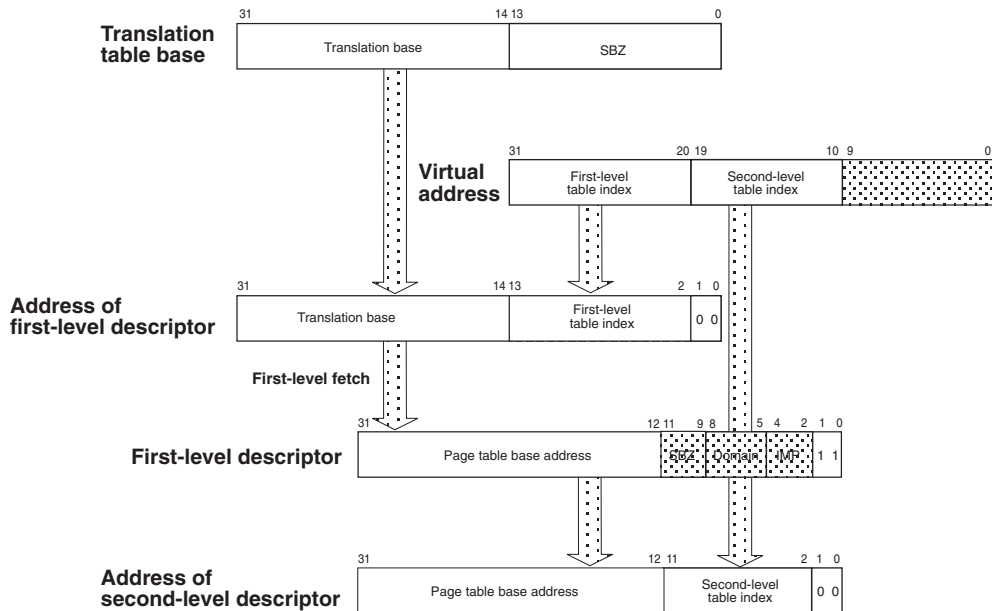 31 14 13 0
Translation
table base
Translation base
SBZ
31 20 19 10 9 0
Virtual
address
First-level
table index
Second-level
table index
31 14 13 2 1 0
Address of
first-level descriptor
Translation base
First-level
table index
0 0
First-level fetch
31 12 11 9 8 5 4 2 1 0
First-level descriptor
Page table base address
SBZ
Domain
IMP
1 1
31 12 11 2 1 0
Address of
second-level descriptor
Page table base address
Second-level
table index
0 0